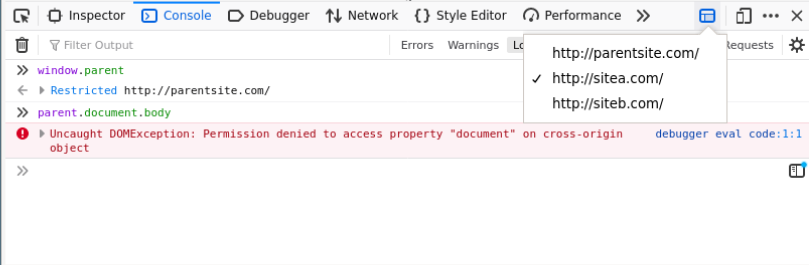 Inspector Console Debugger Network Style Editor Performance
Filter Output Errors Warnings Lo
http://parentsite.com/
✓ http://sitea.com/
http://siteb.com/
Requests
window.parent
Restricted http://parentsite.com/
parent.document.body
Uncaught DOMException: Permission denied to access property "document" on cross-origin debugger eval code:1:1
object